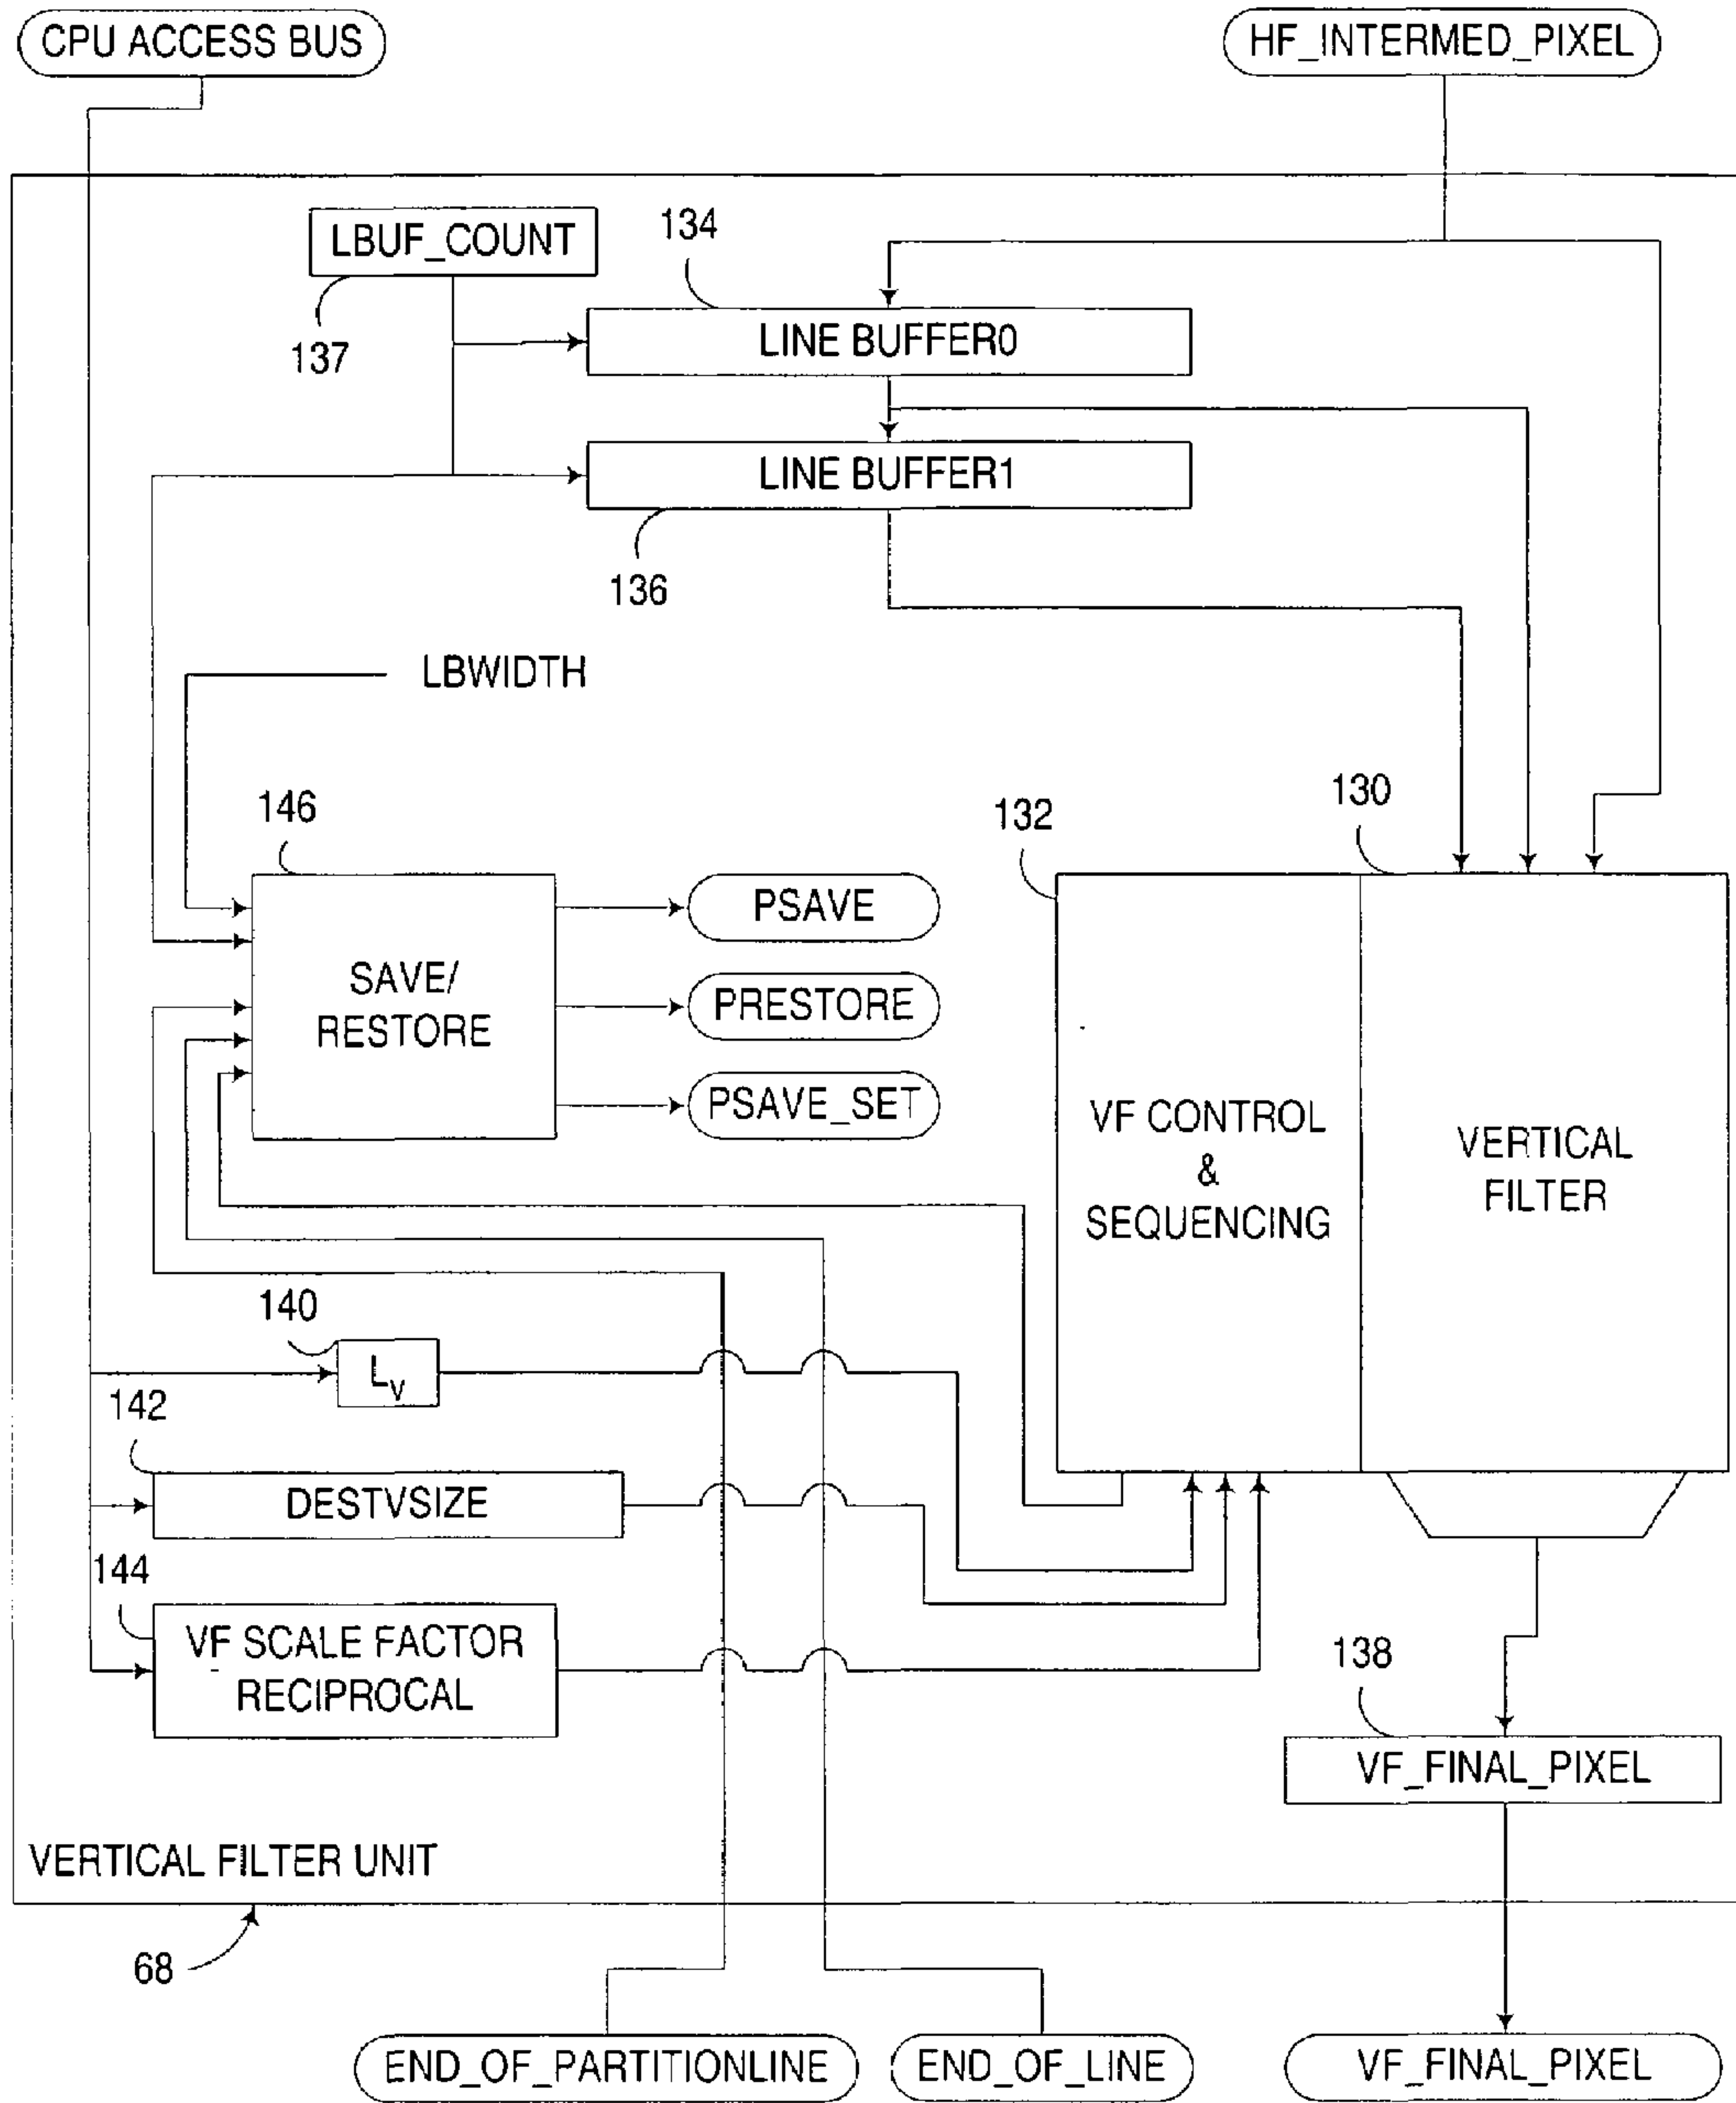 CPU ACCESS BUS
HF_INTERMED_PIXEL
LBUF_COUNT
134
137
LINE BUFFER0
LINE BUFFER1
136
LBWIDTH
146
132
130
PSAVE
SAVE/
RESTORE
PRESTORE
PSAVE_SET
VF CONTROL
&
SEQUENCING
VERTICAL
FILTER
140
LV
142
DESTVSIZE
144
VF SCALE FACTOR
RECIPROCAL
138
VF_FINAL_PIXEL
VERTICAL FILTER UNIT
68
END_OF_PARTITIONLINE
END_OF_LINE
VF_FINAL_PIXEL